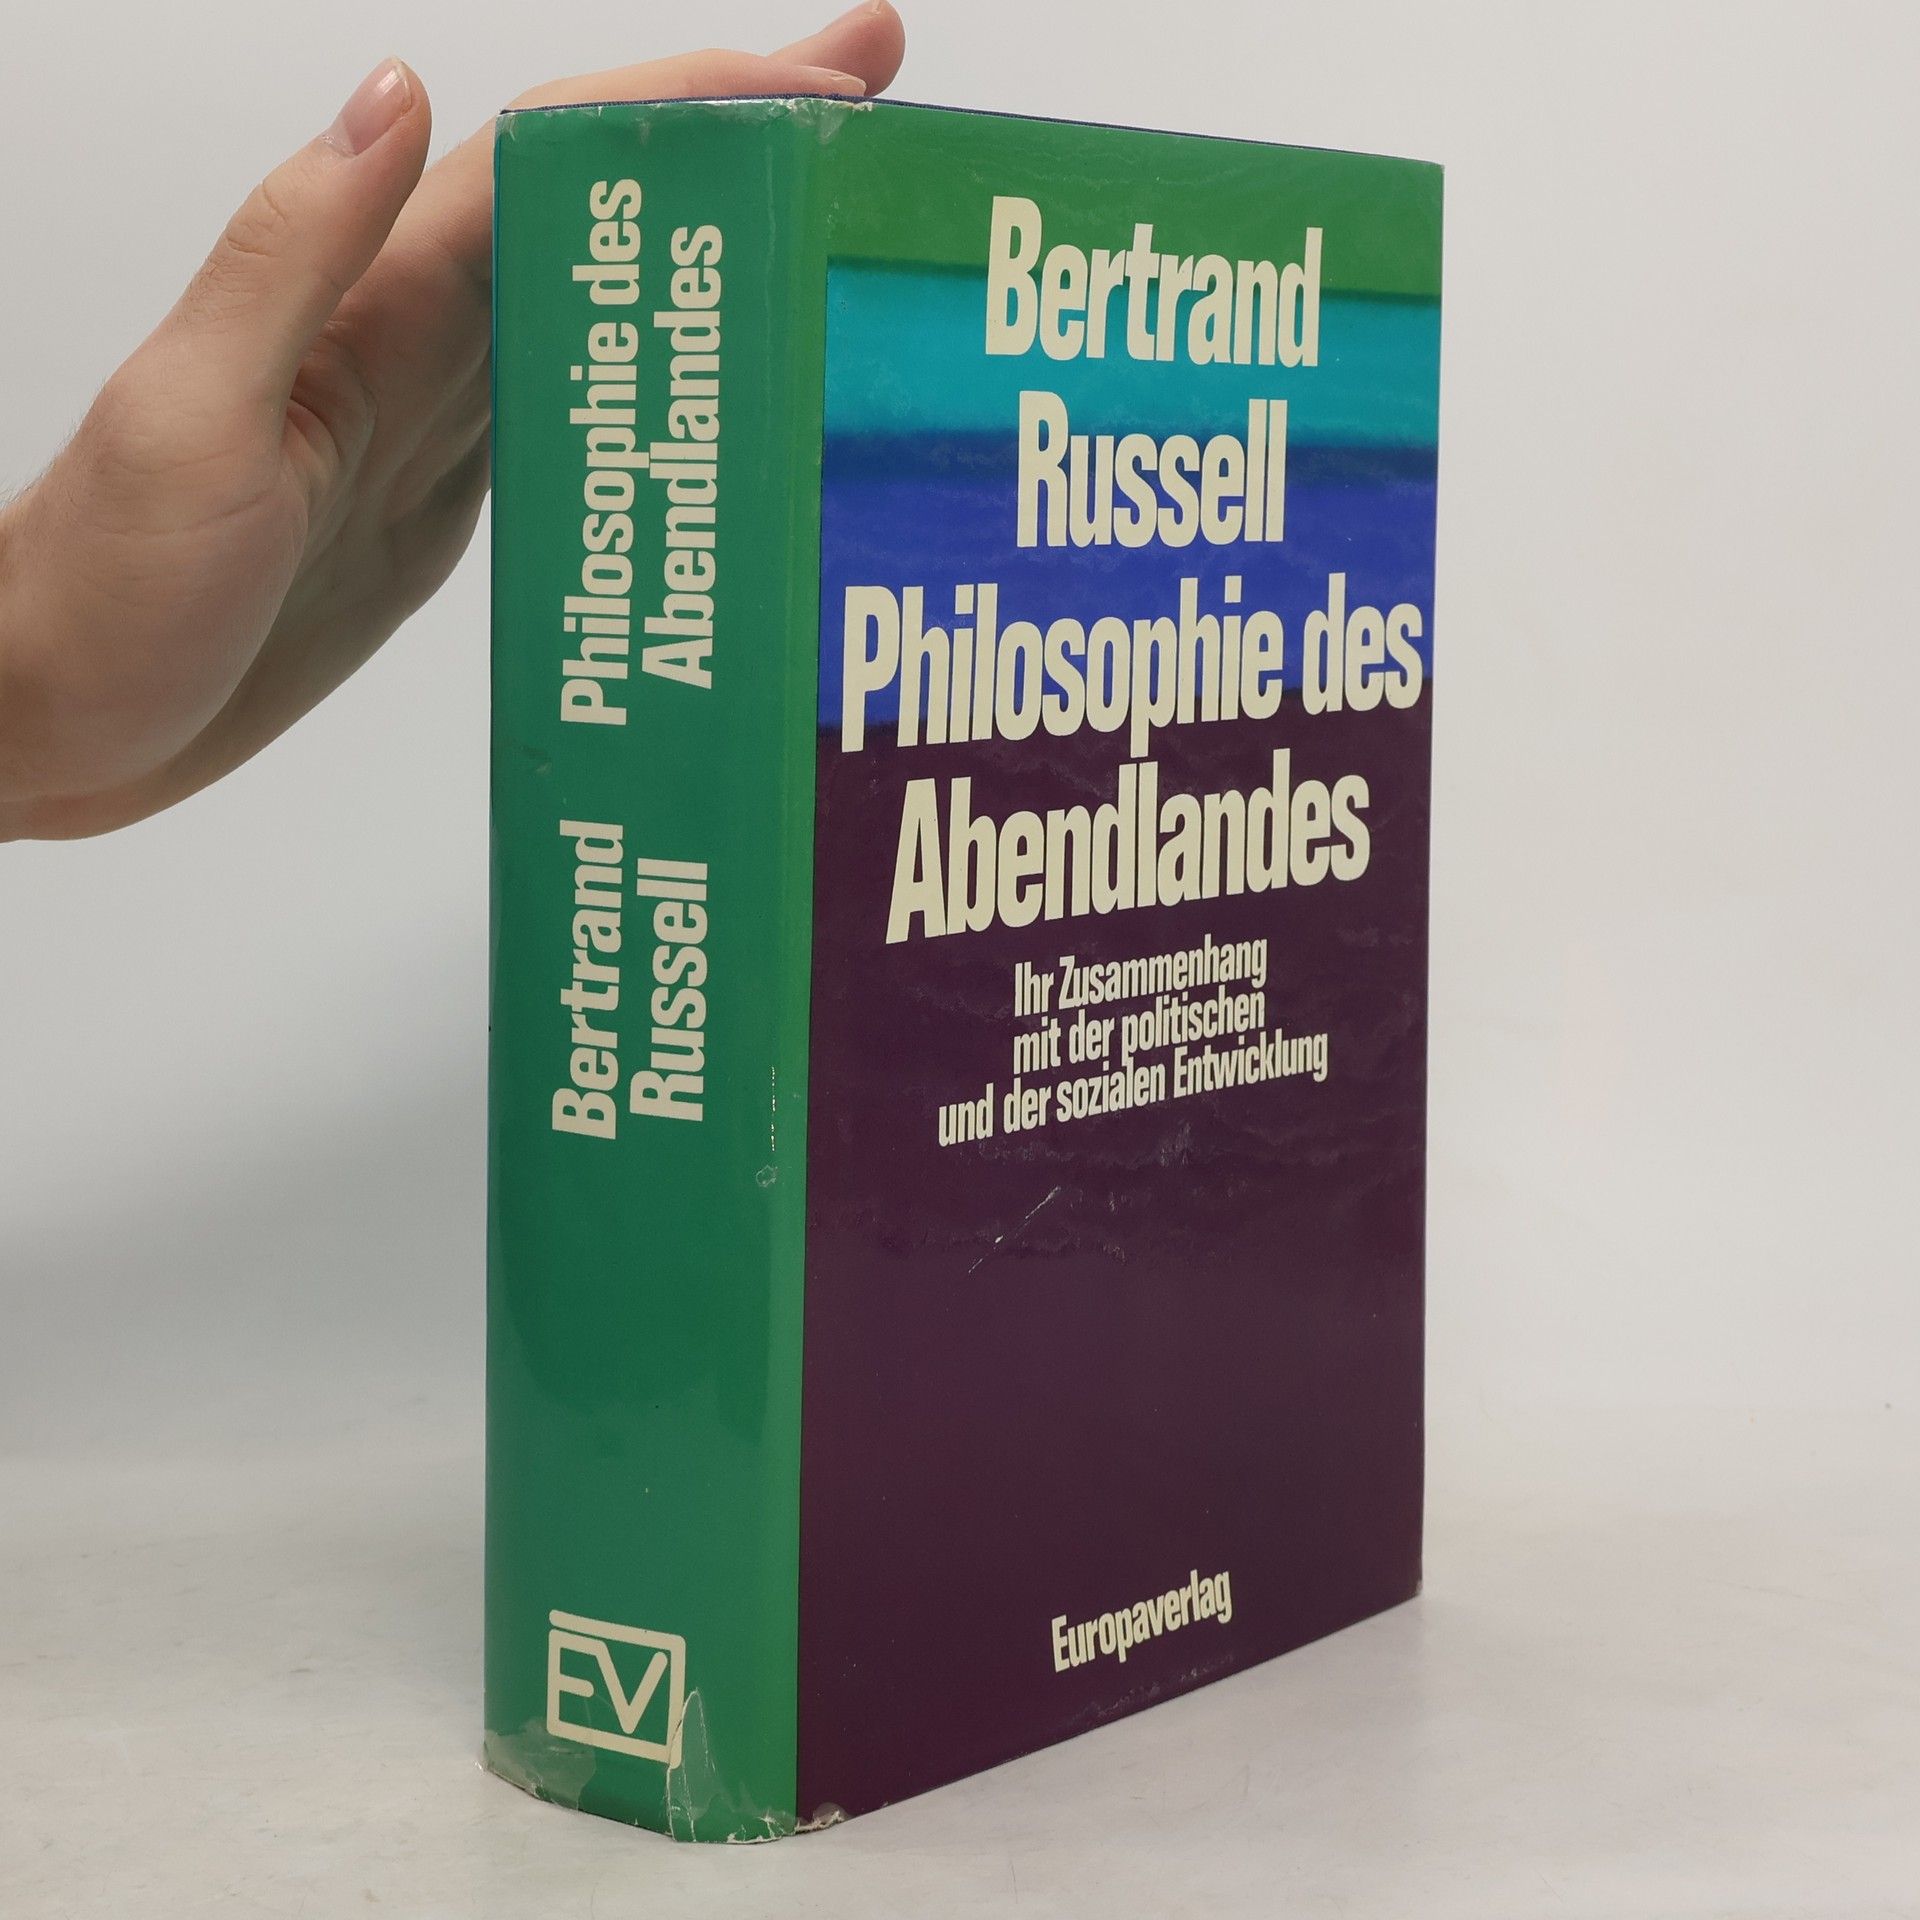 Philosophie des
Abendlandes
Bertrand
Russell
EV
Bertrand
Russell
Philosophie des
Abendlandes
Ihr Zusammenhang
mit der politischen
und der sozialen Entwicklung
Europaverlag